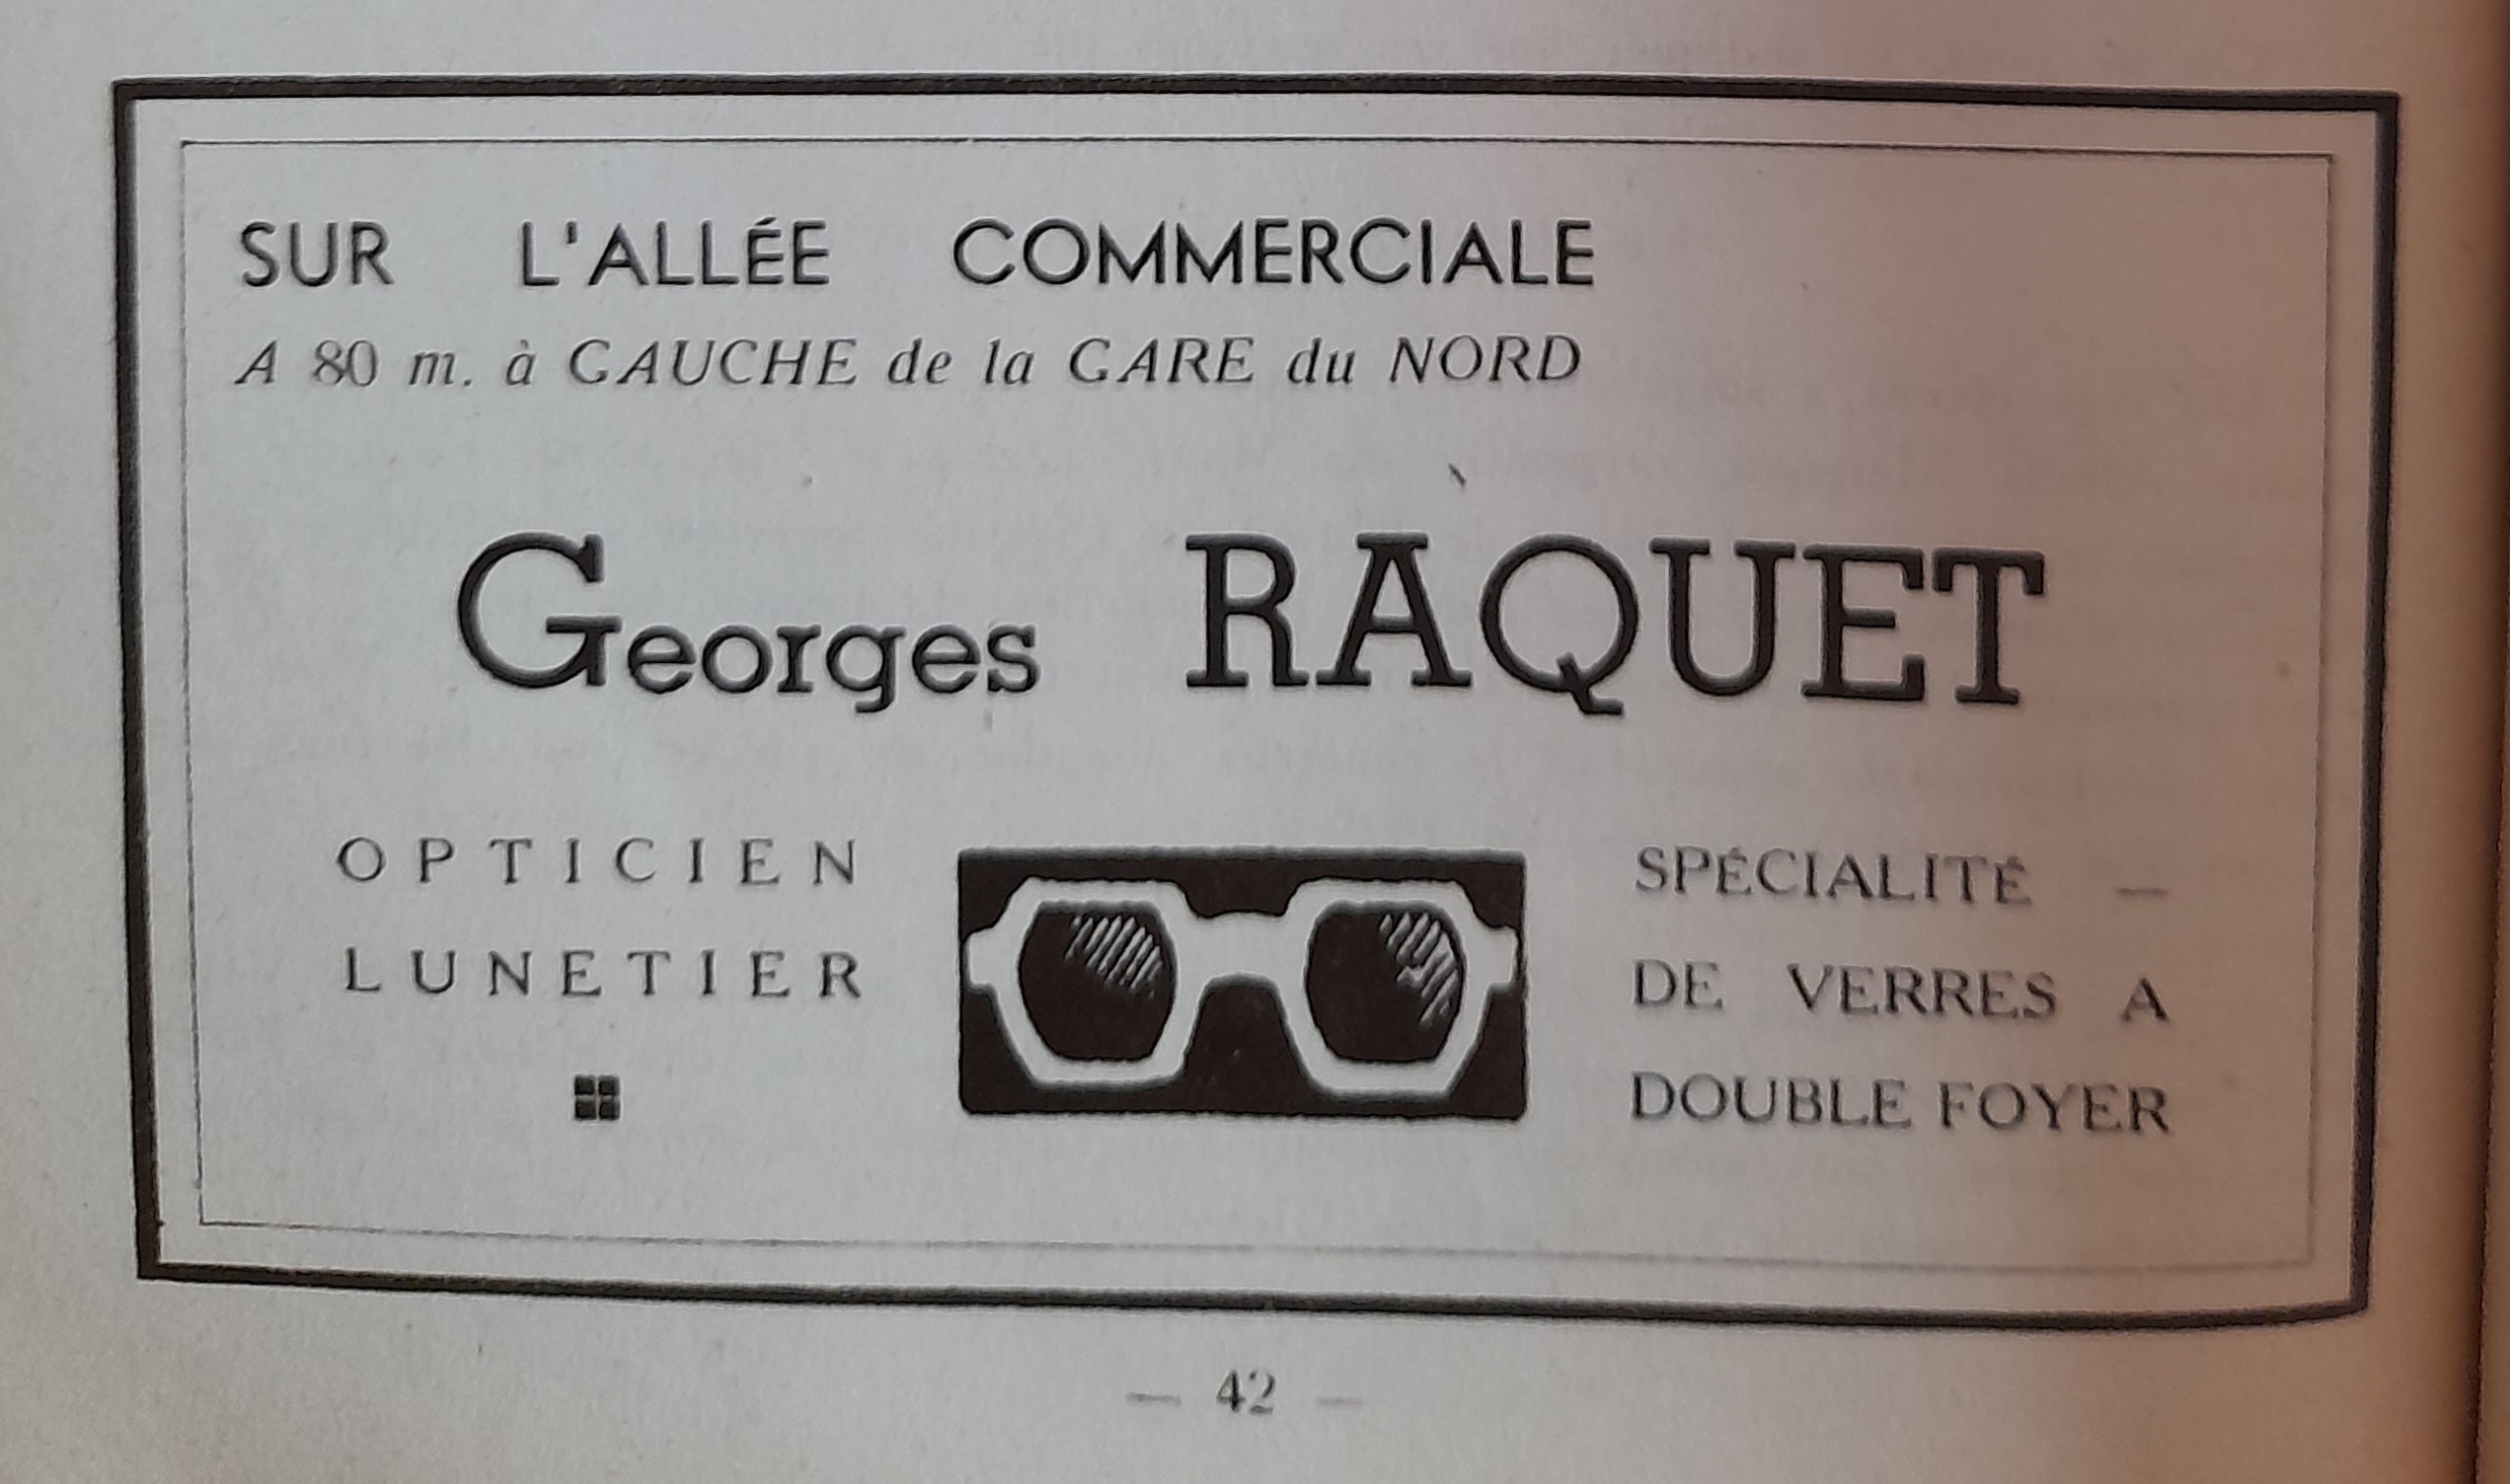 SUR L'ALLÉE COMMERCIALE
A 80 m. à GAUCHE de la GARE du NORD
Georges RAQUET
OPTICIEN
LUNETIER
SPÉCIALITÉ —
DE VERRES A
DOUBLE FOYER
— 42 —